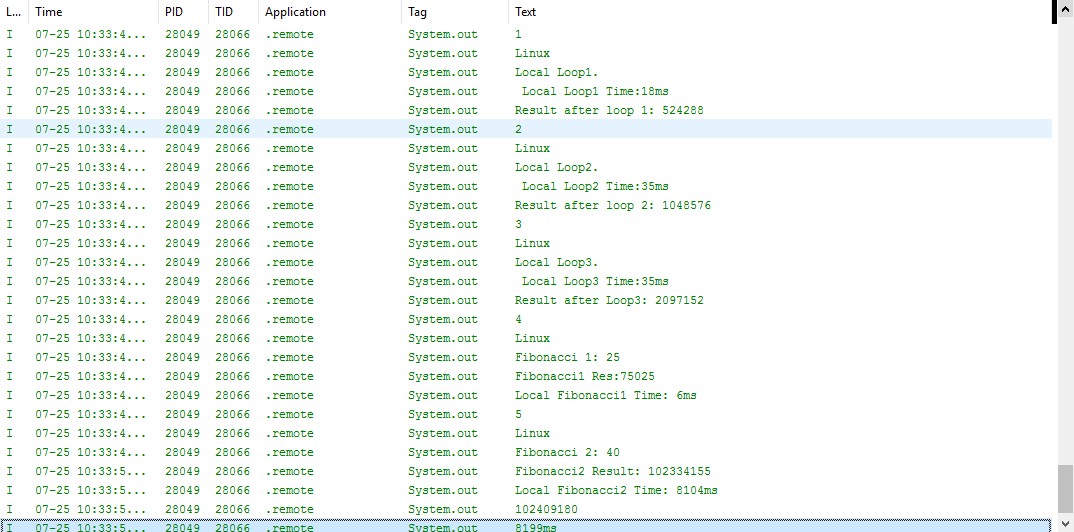 L... Time PID TID Application Tag Text
I 07-25 10:33:4... 28049 28066 .remote System.out 1
I 07-25 10:33:4... 28049 28066 .remote System.out Linux
I 07-25 10:33:4... 28049 28066 .remote System.out Local Loop1.
I 07-25 10:33:4... 28049 28066 .remote System.out Local Loop1 Time:18ms
I 07-25 10:33:4... 28049 28066 .remote System.out Result after loop 1: 524288
I 07-25 10:33:4... 28049 28066 .remote System.out 2
I 07-25 10:33:4... 28049 28066 .remote System.out Linux
I 07-25 10:33:4... 28049 28066 .remote System.out Local Loop2.
I 07-25 10:33:4... 28049 28066 .remote System.out Local Loop2 Time:35ms
I 07-25 10:33:4... 28049 28066 .remote System.out Result after loop 2: 1048576
I 07-25 10:33:4... 28049 28066 .remote System.out 3
I 07-25 10:33:4... 28049 28066 .remote System.out Linux
I 07-25 10:33:4... 28049 28066 .remote System.out Local Loop3.
I 07-25 10:33:4... 28049 28066 .remote System.out Local Loop3 Time:35ms
I 07-25 10:33:4... 28049 28066 .remote System.out Result after Loop3: 2097152
I 07-25 10:33:4... 28049 28066 .remote System.out 4
I 07-25 10:33:4... 28049 28066 .remote System.out Linux
I 07-25 10:33:4... 28049 28066 .remote System.out Fibonacci 1: 25
I 07-25 10:33:4... 28049 28066 .remote System.out Fibonacci1 Res:75025
I 07-25 10:33:4... 28049 28066 .remote System.out Local Fibonacci1 Time: 6ms
I 07-25 10:33:4... 28049 28066 .remote System.out 5
I 07-25 10:33:4... 28049 28066 .remote System.out Linux
I 07-25 10:33:4... 28049 28066 .remote System.out Fibonacci 2: 40
I 07-25 10:33:5... 28049 28066 .remote System.out Fibonacci2 Result: 102334155
I 07-25 10:33:5... 28049 28066 .remote System.out Local Fibonacci2 Time: 8104ms
I 07-25 10:33:5... 28049 28066 .remote System.out 102409180
I 07-25 10:33:5... 28049 28066 .remote System.out 8199ms